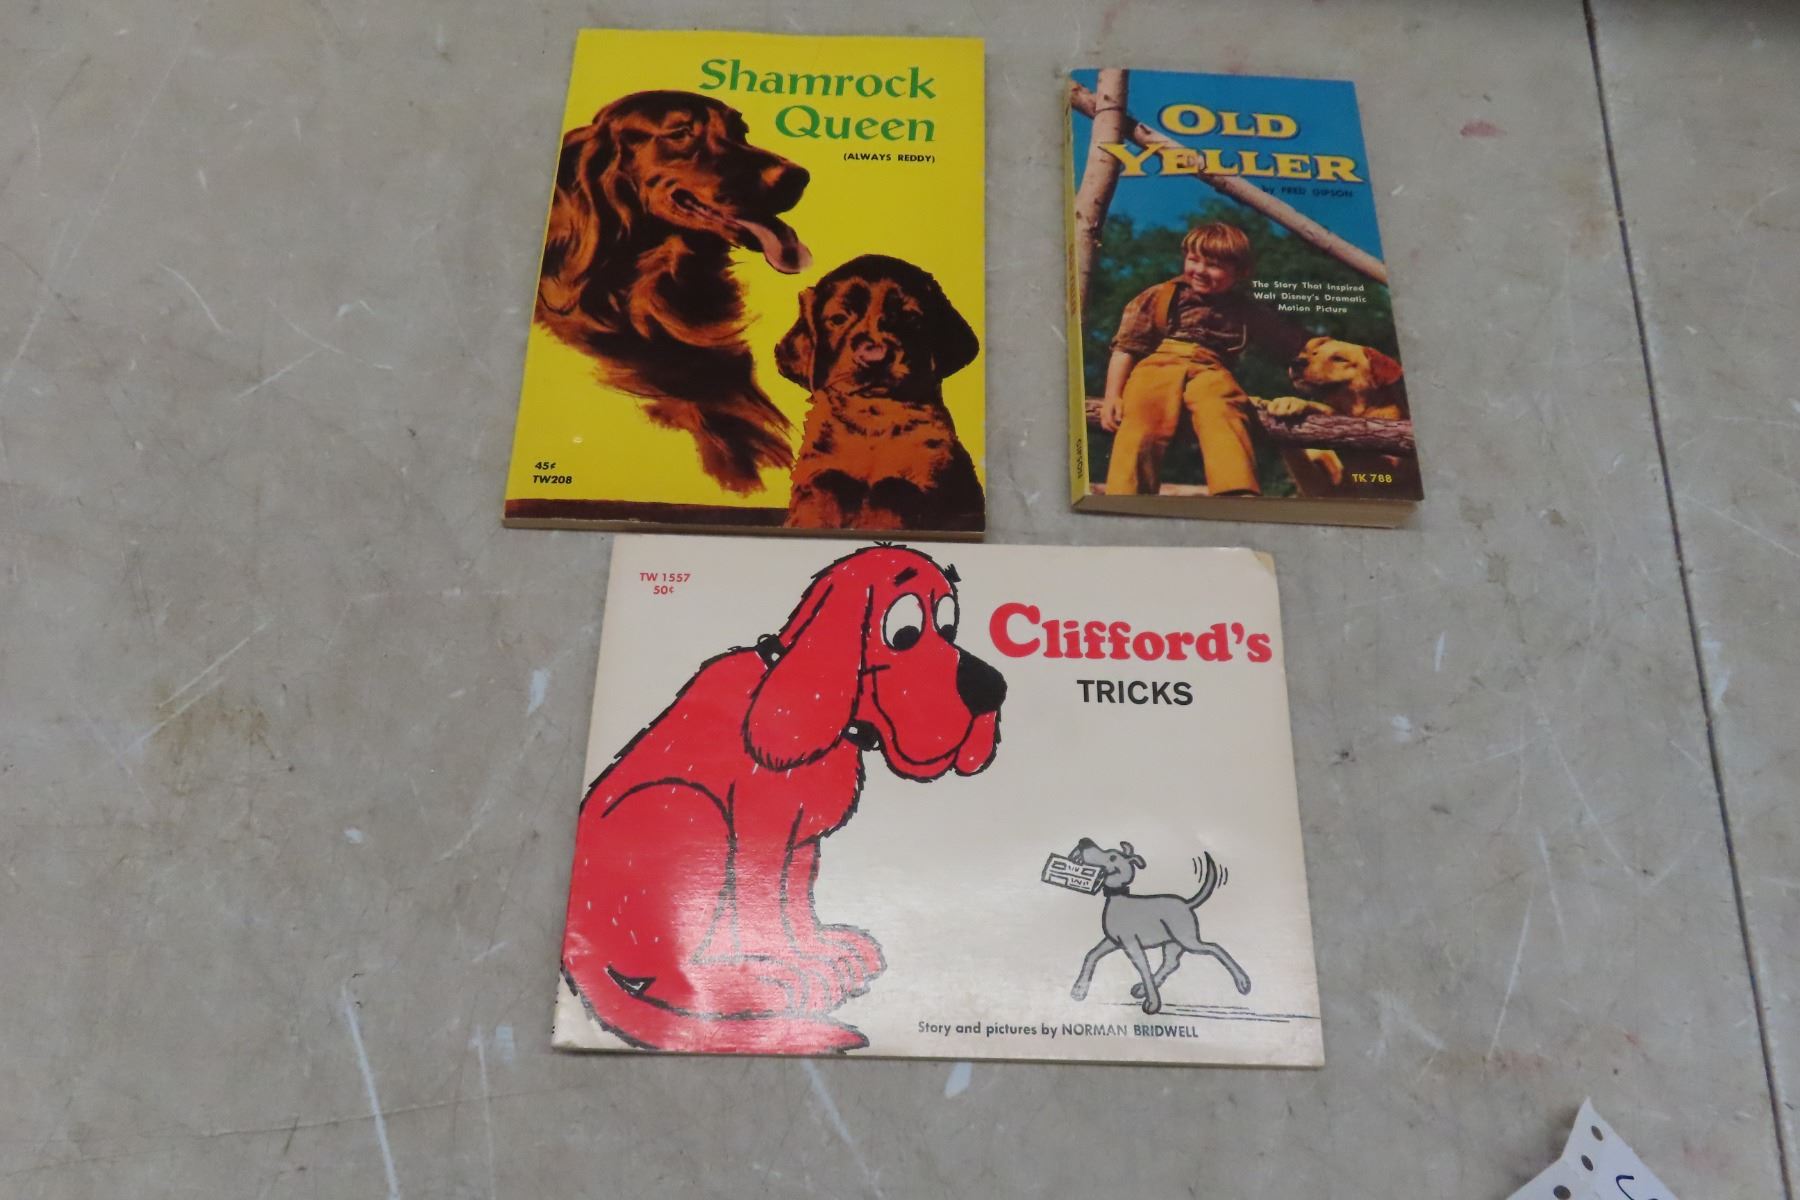 Shamrock
Queen
(ALWAYS REDDY)
45¢
TW208
OLD
YELLER
by FRED GIPSON
The Story That Inspired
Walt Disney's Dramatic
Motion Picture
TK 788
GIPSON
TW 1557
50¢
Clifford's
TRICKS
Story and pictures by NORMAN BRIDWELL